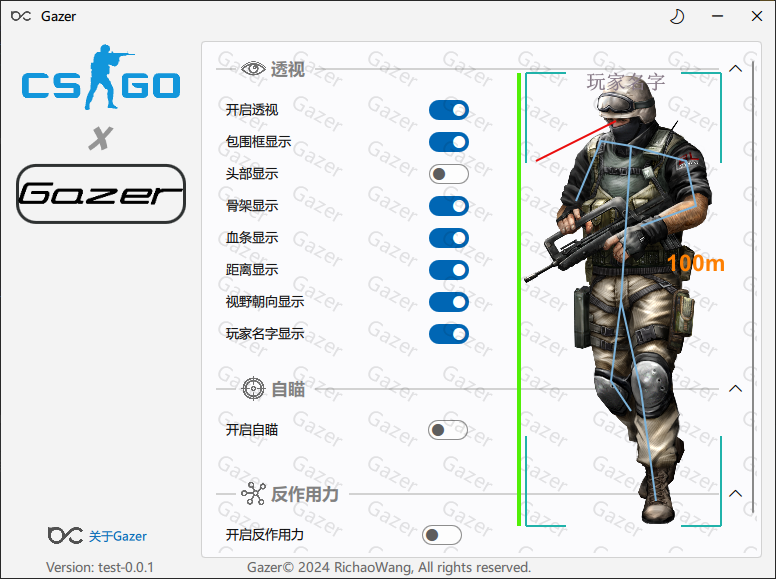 Gazer
CS GO
X
Gazer
透视
开启透视
包围框显示
头部显示
骨架显示
血条显示
距离显示
视野朝向显示
玩家名字显示
玩家名字
100m
自瞄
开启自瞄
反作用力
开启反作用力
关于Gazer
Version: test-0.0.1
Gazer© 2024 RichaoWang, All rights reserved.